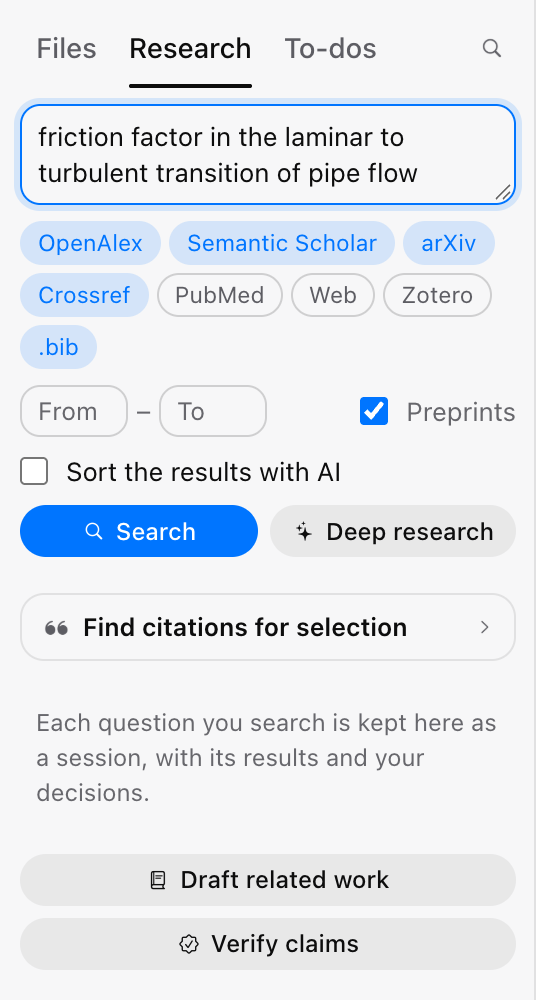 Files Research To-dos
friction factor in the laminar to
turbulent transition of pipe flow
OpenAlex Semantic Scholar arXiv
Crossref PubMed Web Zotero
.bib
From – To Preprints
Sort the results with AI
Search Deep research
Find citations for selection
Each question you search is kept here as
a session, with its results and your
decisions.
Draft related work
Verify claims